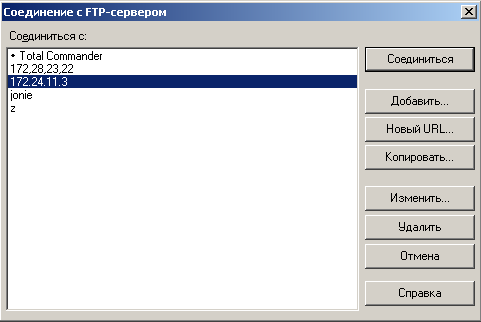 Соединение с FTP-сервером
Соединиться с:
• Total Commander
172,28,23,22
172.24.11.3
jonie
z
Соединиться
Добавить...
Новый URL...
Копировать...
Изменить...
Удалить
Отмена
Справка